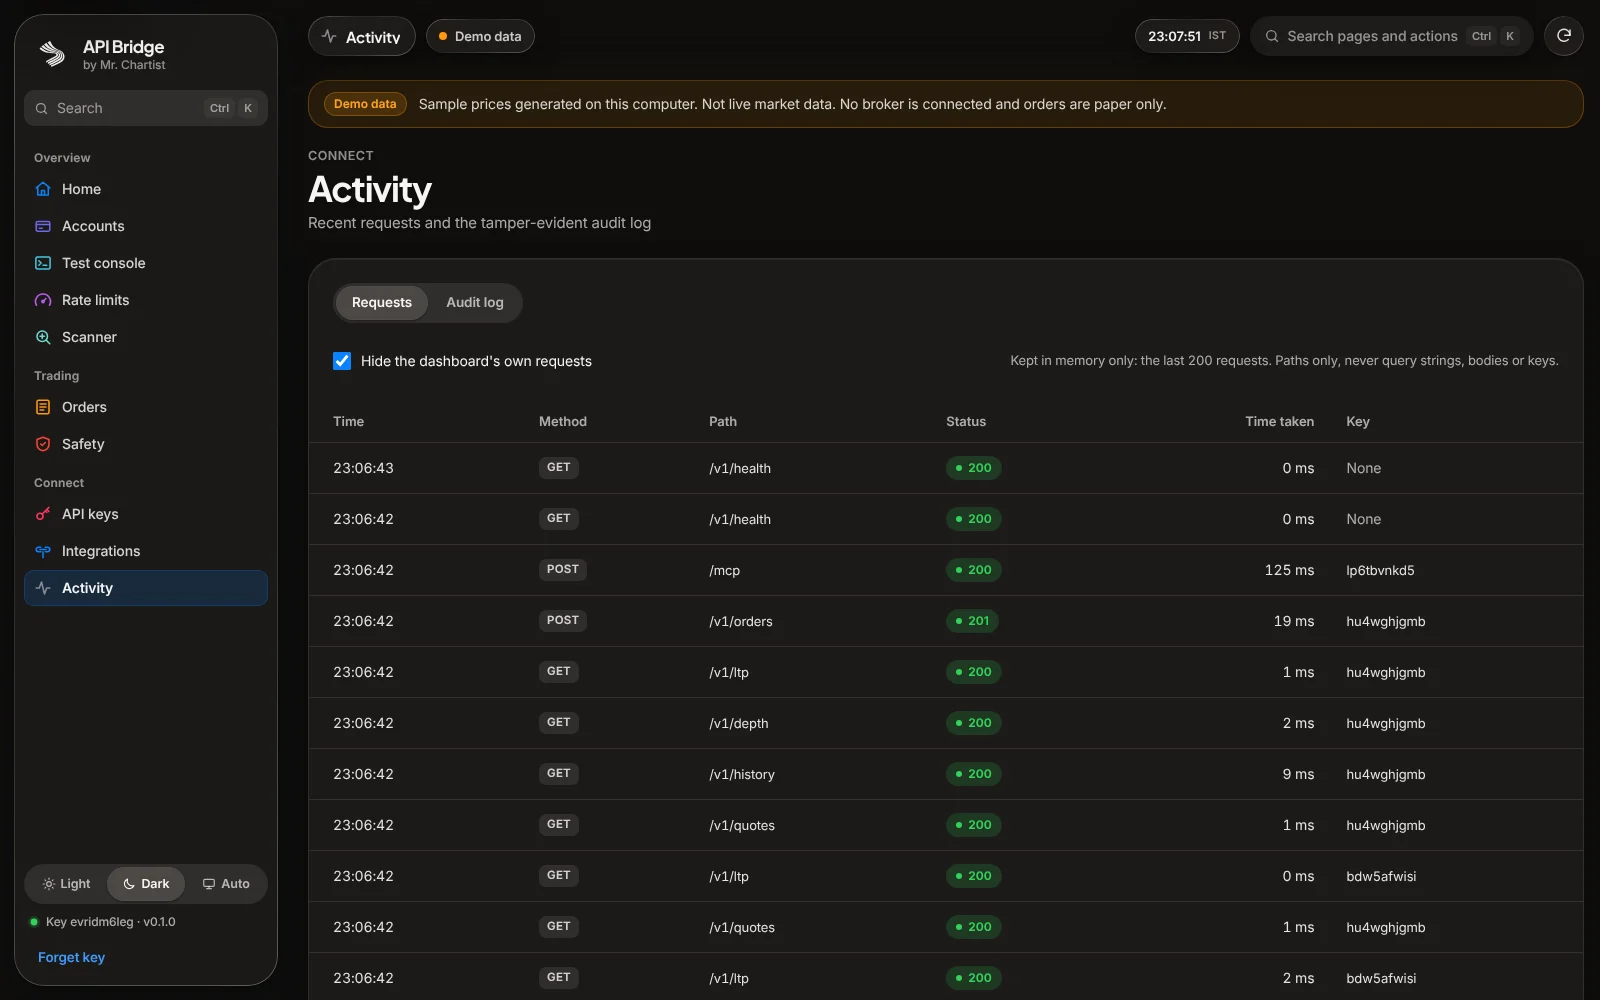 API Bridge
by Mr. Chartist
Search Ctrl K
Overview
Home
Accounts
Test console
Rate limits
Scanner
Trading
Orders
Safety
Connect
API keys
Integrations
Activity
Light Dark Auto
Key evridm6leg · v0.1.0
Forget key
Activity Demo data 23:07:51 IST Search pages and actions Ctrl K
Demo data Sample prices generated on this computer. Not live market data. No broker is connected and orders are paper only.
CONNECT
Activity
Recent requests and the tamper-evident audit log
Requests Audit log
Hide the dashboard's own requests Kept in memory only: the last 200 requests. Paths only, never query strings, bodies or keys.
Time Method Path Status Time taken Key
23:06:43 GET /v1/health 200 0 ms None
23:06:42 GET /v1/health 200 0 ms None
23:06:42 POST /mcp 200 125 ms lp6tbvnkd5
23:06:42 POST /v1/orders 201 19 ms hu4wghjgmb
23:06:42 GET /v1/ltp 200 1 ms hu4wghjgmb
23:06:42 GET /v1/depth 200 2 ms hu4wghjgmb
23:06:42 GET /v1/history 200 9 ms hu4wghjgmb
23:06:42 GET /v1/quotes 200 1 ms hu4wghjgmb
23:06:42 GET /v1/ltp 200 0 ms bdw5afwisi
23:06:42 GET /v1/quotes 200 1 ms hu4wghjgmb
23:06:42 GET /v1/ltp 200 2 ms bdw5afwisi